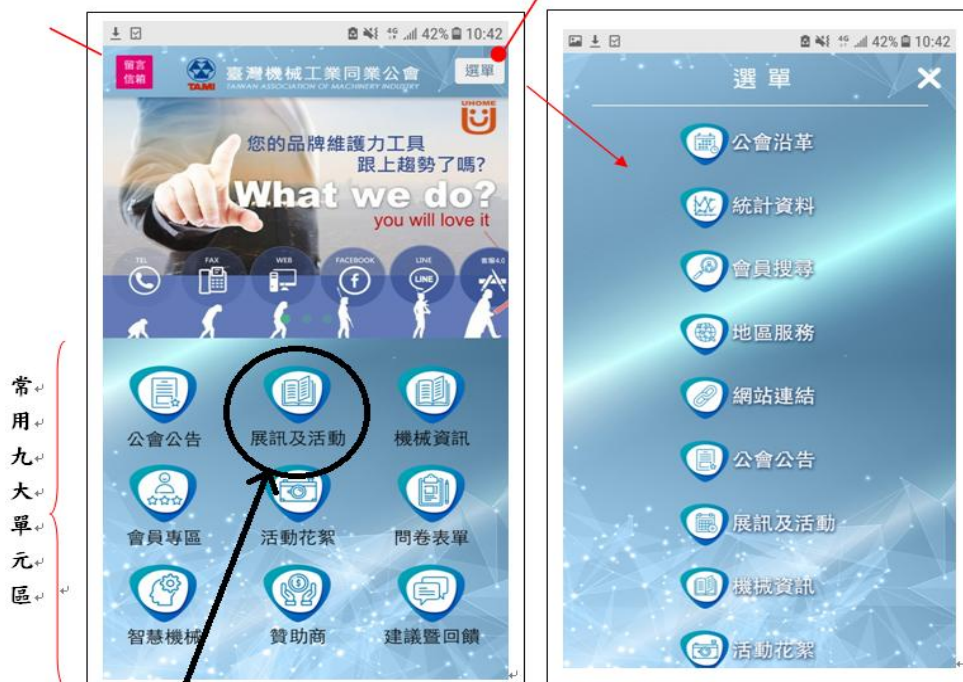 42% 10:42
留言
信箱
TAMI
臺灣機械工業同業公會
TAIWAN ASSOCIATION OF MACHINERY INDUSTRY
選單
UHOME
您的品牌維護力工具
跟上趨勢了嗎?
What we do?
you will love it
TEL
FAX
WEB
FACEBOOK
LINE
客服4.0
LINE
常用九大單元區
公會公告
展訊及活動
機械資訊
會員專區
活動花絮
問卷表單
智慧機械
贊助商
建議暨回饋
4G 42% 10:42
選單
公會沿革
統計資料
會員搜尋
地區服務
網站連結
公會公告
展訊及活動
機械資訊
活動花絮